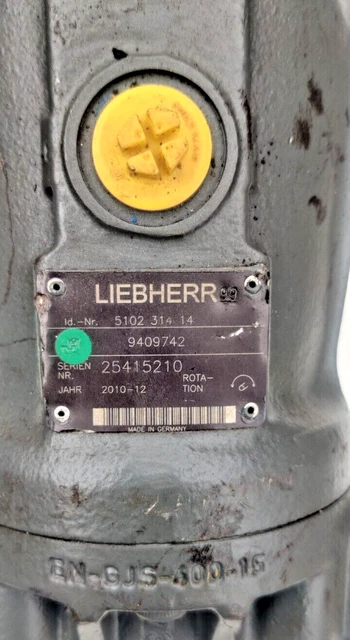 LIEBHERR
Id.-Nr. 5102 314 14
9409742
SERIEN NR. 25415210
JAHR 2010-12 ROTA-TION
MADE IN GERMANY
EN-GJS-400-15